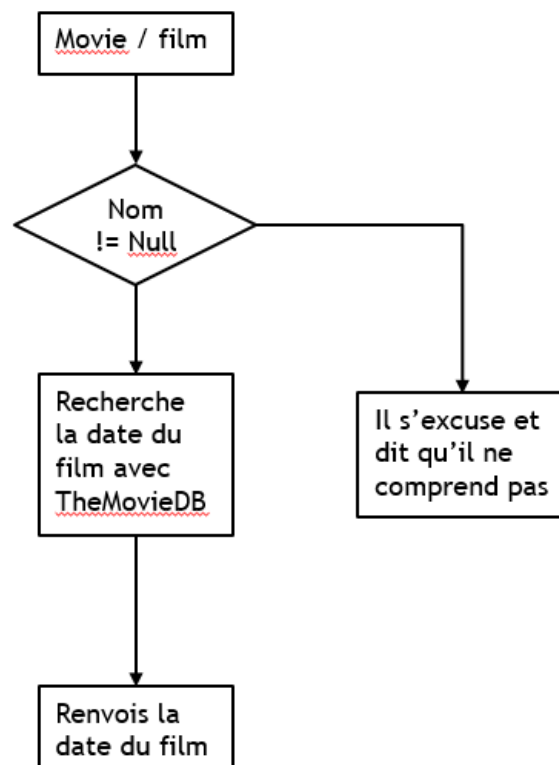 Movie / film
Nom
!= Null
Recherche
la date du
film avec
TheMovieDB
Il s’excuse et
dit qu’il ne
comprend pas
Renvois la
date du film